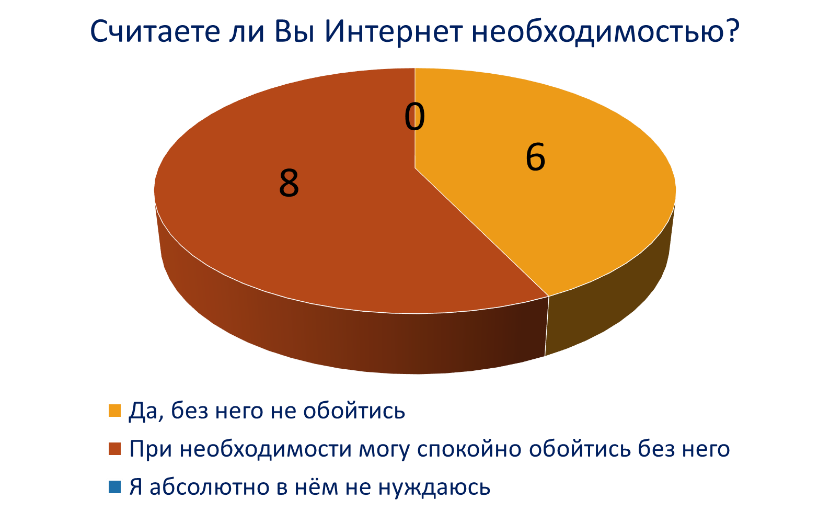 Считаете ли Вы Интернет необходимостью?
0
6
8
Да, без него не обойтись
При необходимости могу спокойно обойтись без него
Я абсолютно в нём не нуждаюсь